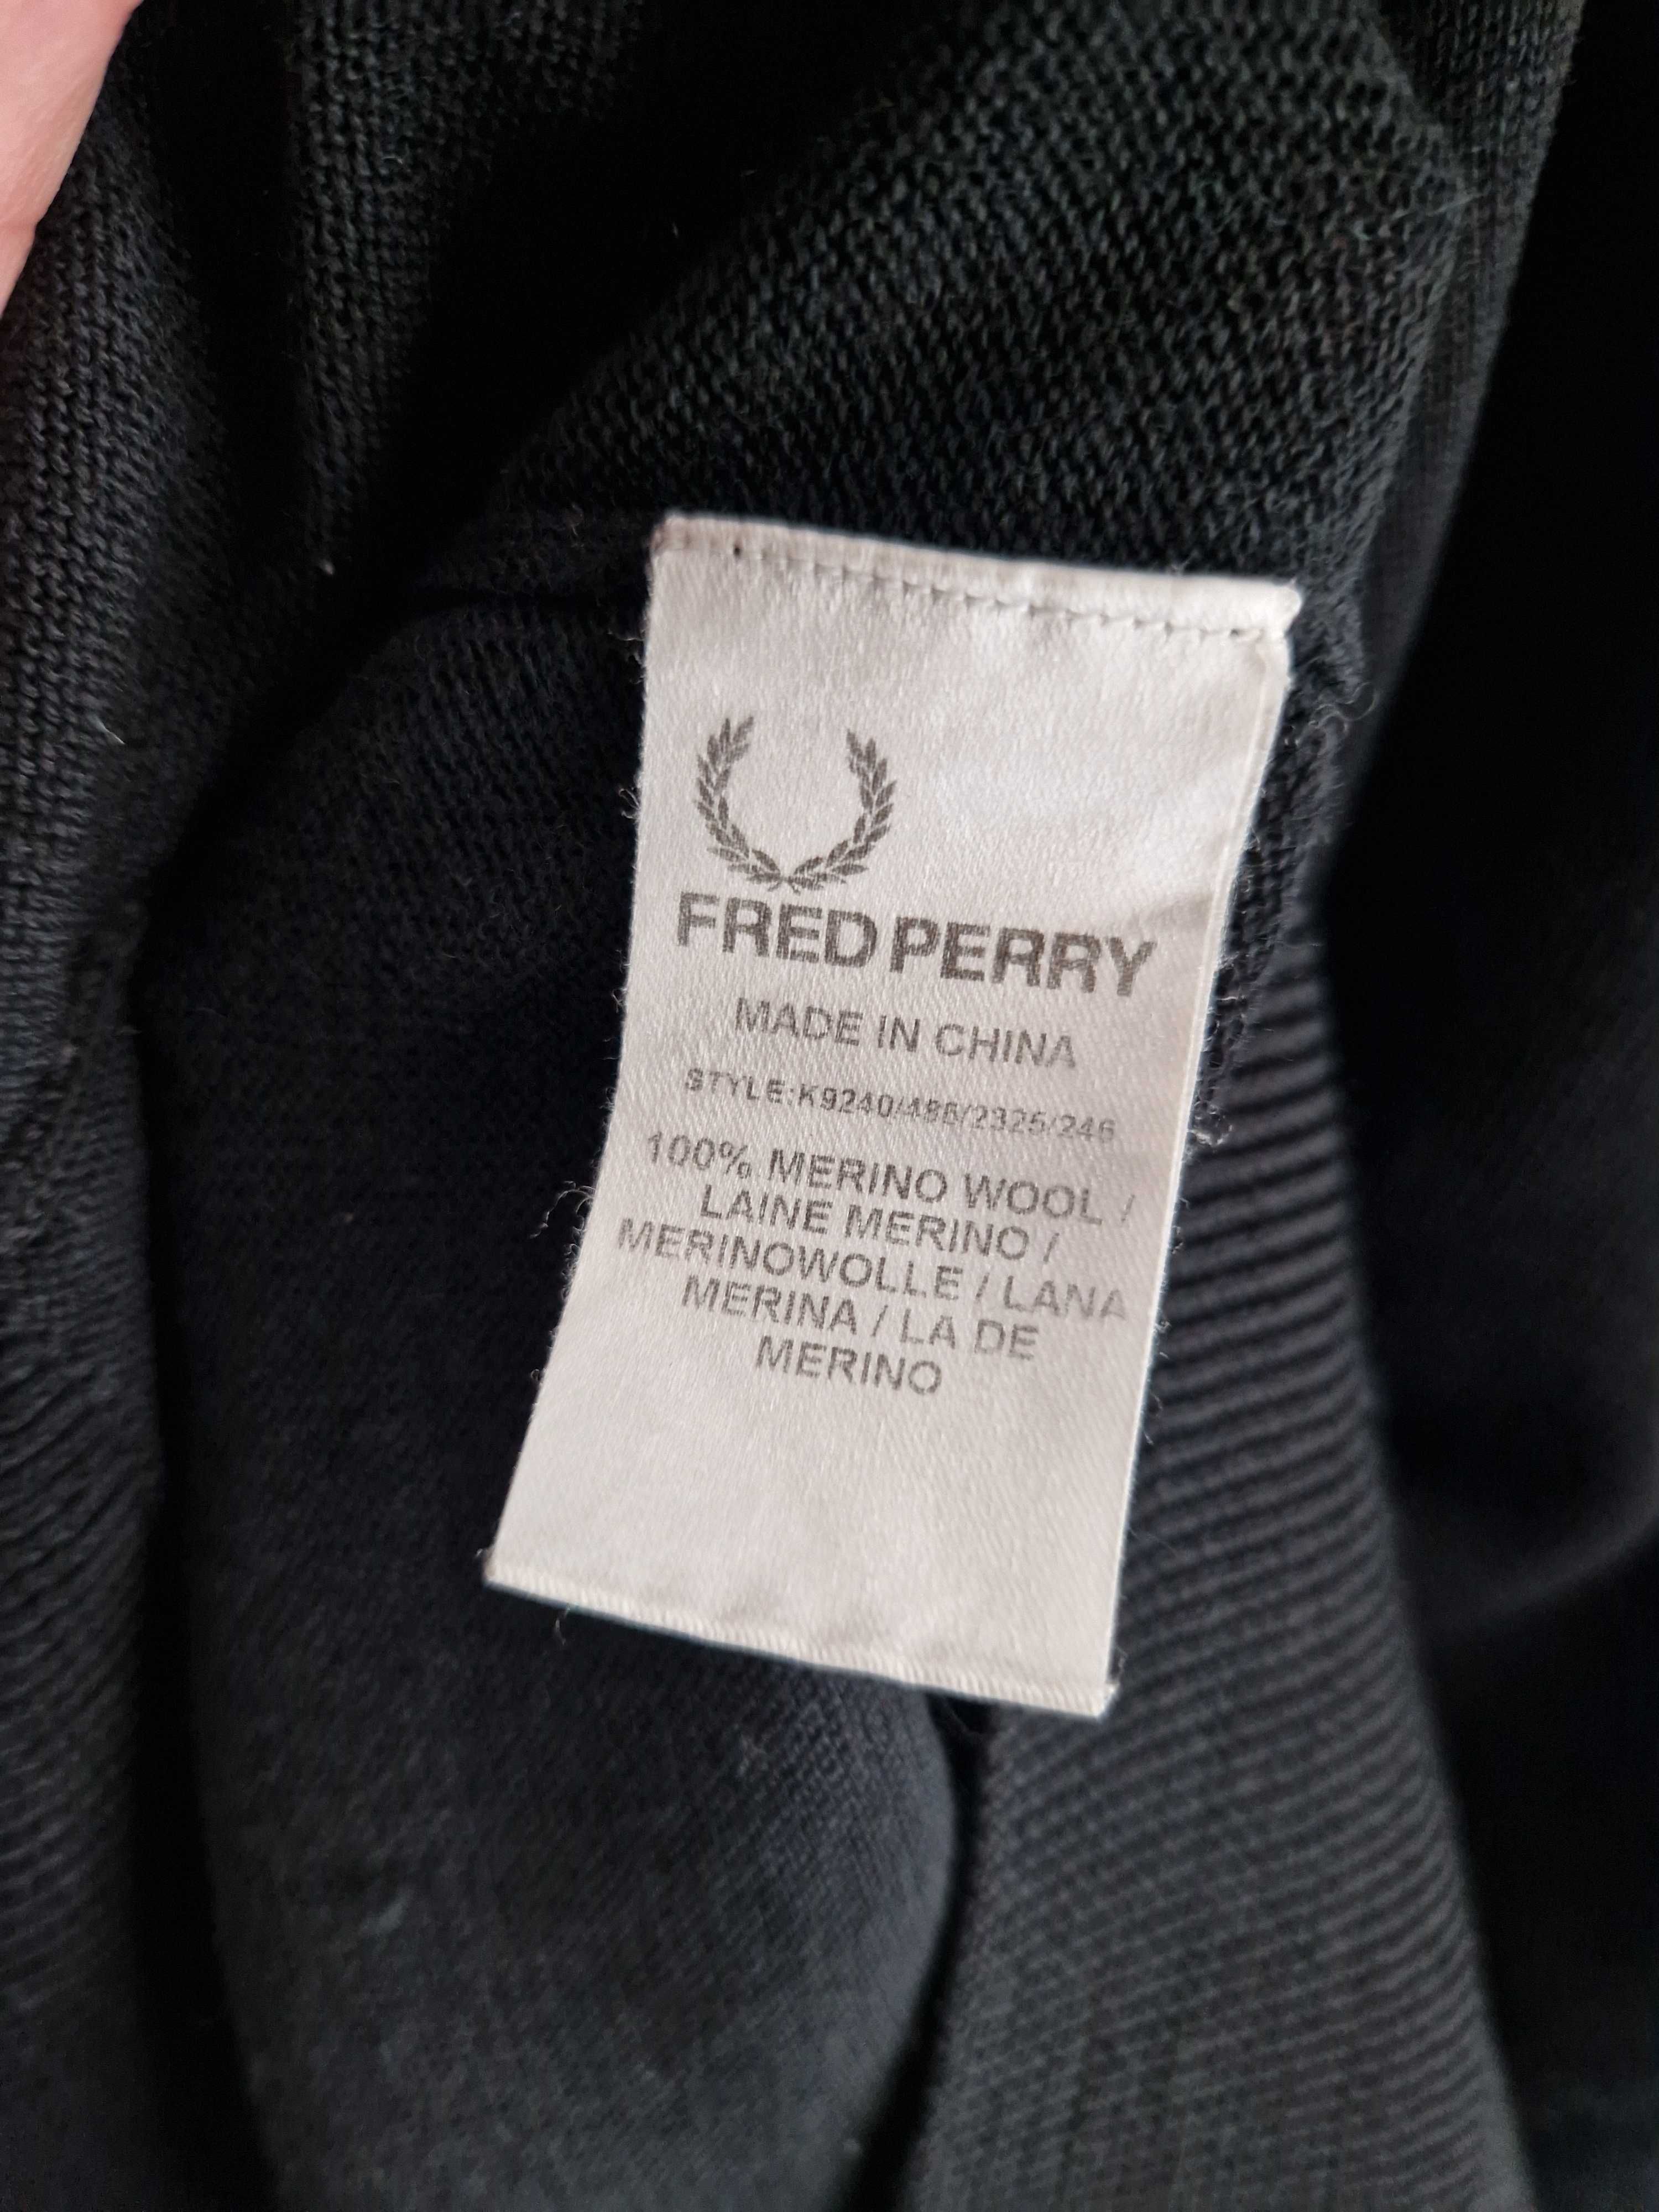 FRED PERRY
MADE IN CHINA
STYLE:K9240/486/2325/246
100% MERINO WOOL /
LAINE MERINO /
MERINOWOLLE / LANA
MERINA / LA DE
MERINO